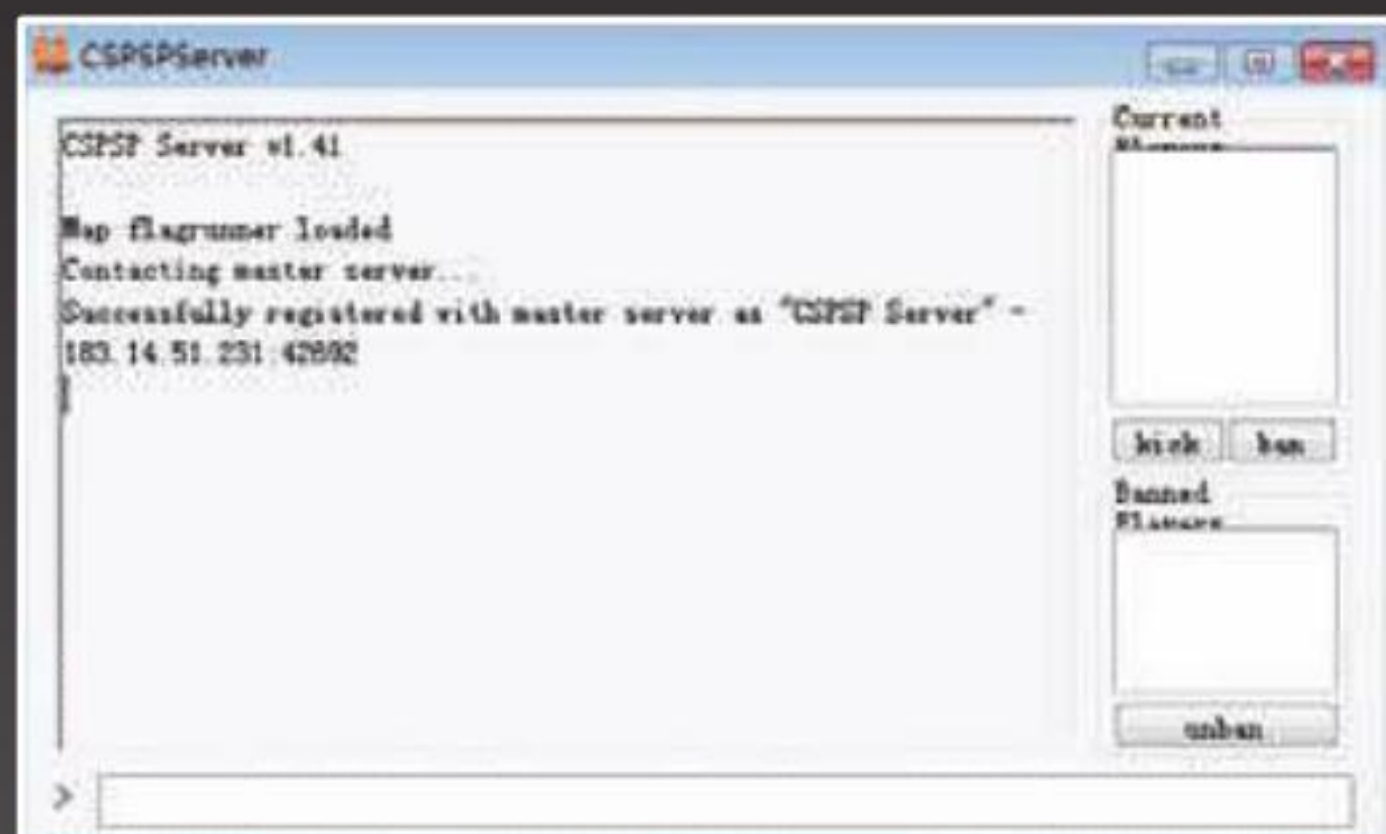 CSPSPServer
CSPSP Server v1.41
Map flagrunner loaded
Contacting master server...
Successfully registered with master server as "CSPSP Server" -
183.14.51.231:42692
Current
kick ban
Banned
Players
unban
>